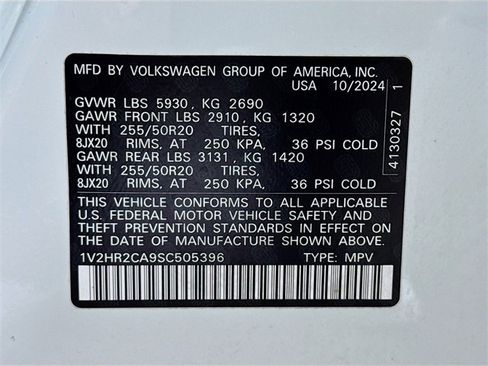 MFD BY VOLKSWAGEN GROUP OF AMERICA, INC.
USA 10/2024
GVWR LBS 5930, KG 2690
GAWR FRONT LBS 2910, KG 1320
WITH 255/50R20 TIRES,
8JX20 RIMS, AT 250 KPA, 36 PSI COLD
GAWR REAR LBS 3131, KG 1420
WITH 255/50R20 TIRES,
8JX20 RIMS, AT 250 KPA, 36 PSI COLD
THIS VEHICLE CONFORMS TO ALL APPLICABLE
U.S. FEDERAL MOTOR VEHICLE SAFETY AND
THEFT PREVENTION STANDARDS IN EFFECT ON
THE DATE OF MANUFACTURE SHOWN ABOVE.
1V2HR2CA9SC505396 TYPE: MPV
4130327 1